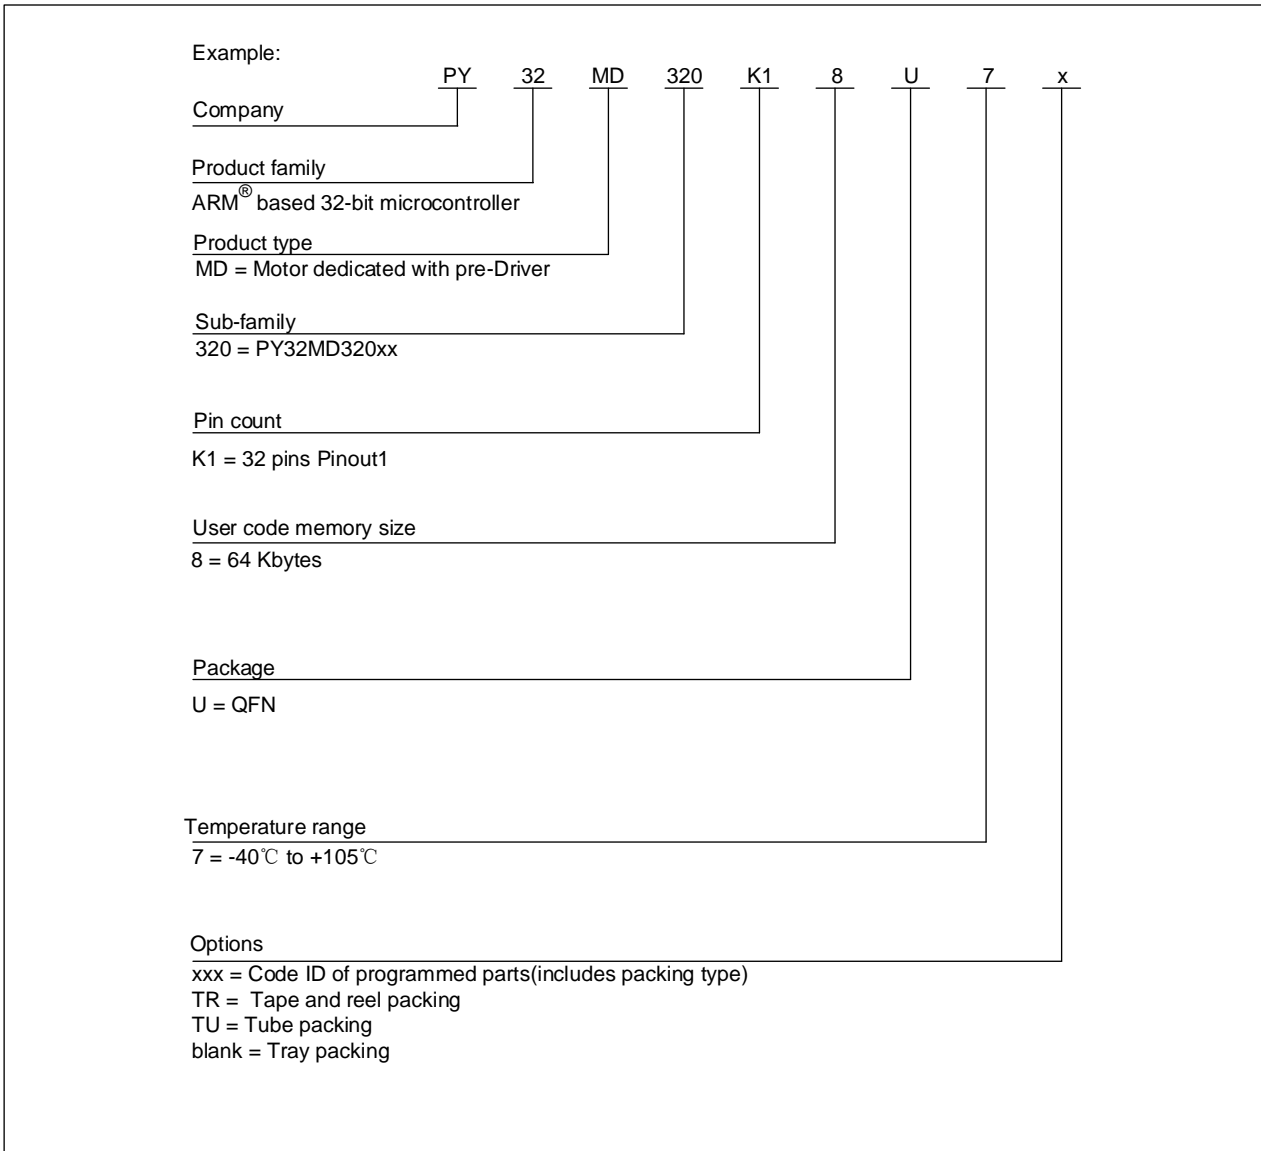 Example:
PY 32 MD 320 K1 8 U 7 x
Company
Product family
ARM® based 32-bit microcontroller
Product type
MD = Motor dedicated with pre-Driver
Sub-family
320 = PY32MD320xx
Pin count
K1 = 32 pins Pinout1
User code memory size
8 = 64 Kbytes
Package
U = QFN
Temperature range
7 = -40℃ to +105℃
Options
xxx = Code ID of programmed parts(includes packing type)
TR = Tape and reel packing
TU = Tube packing
blank = Tray packing